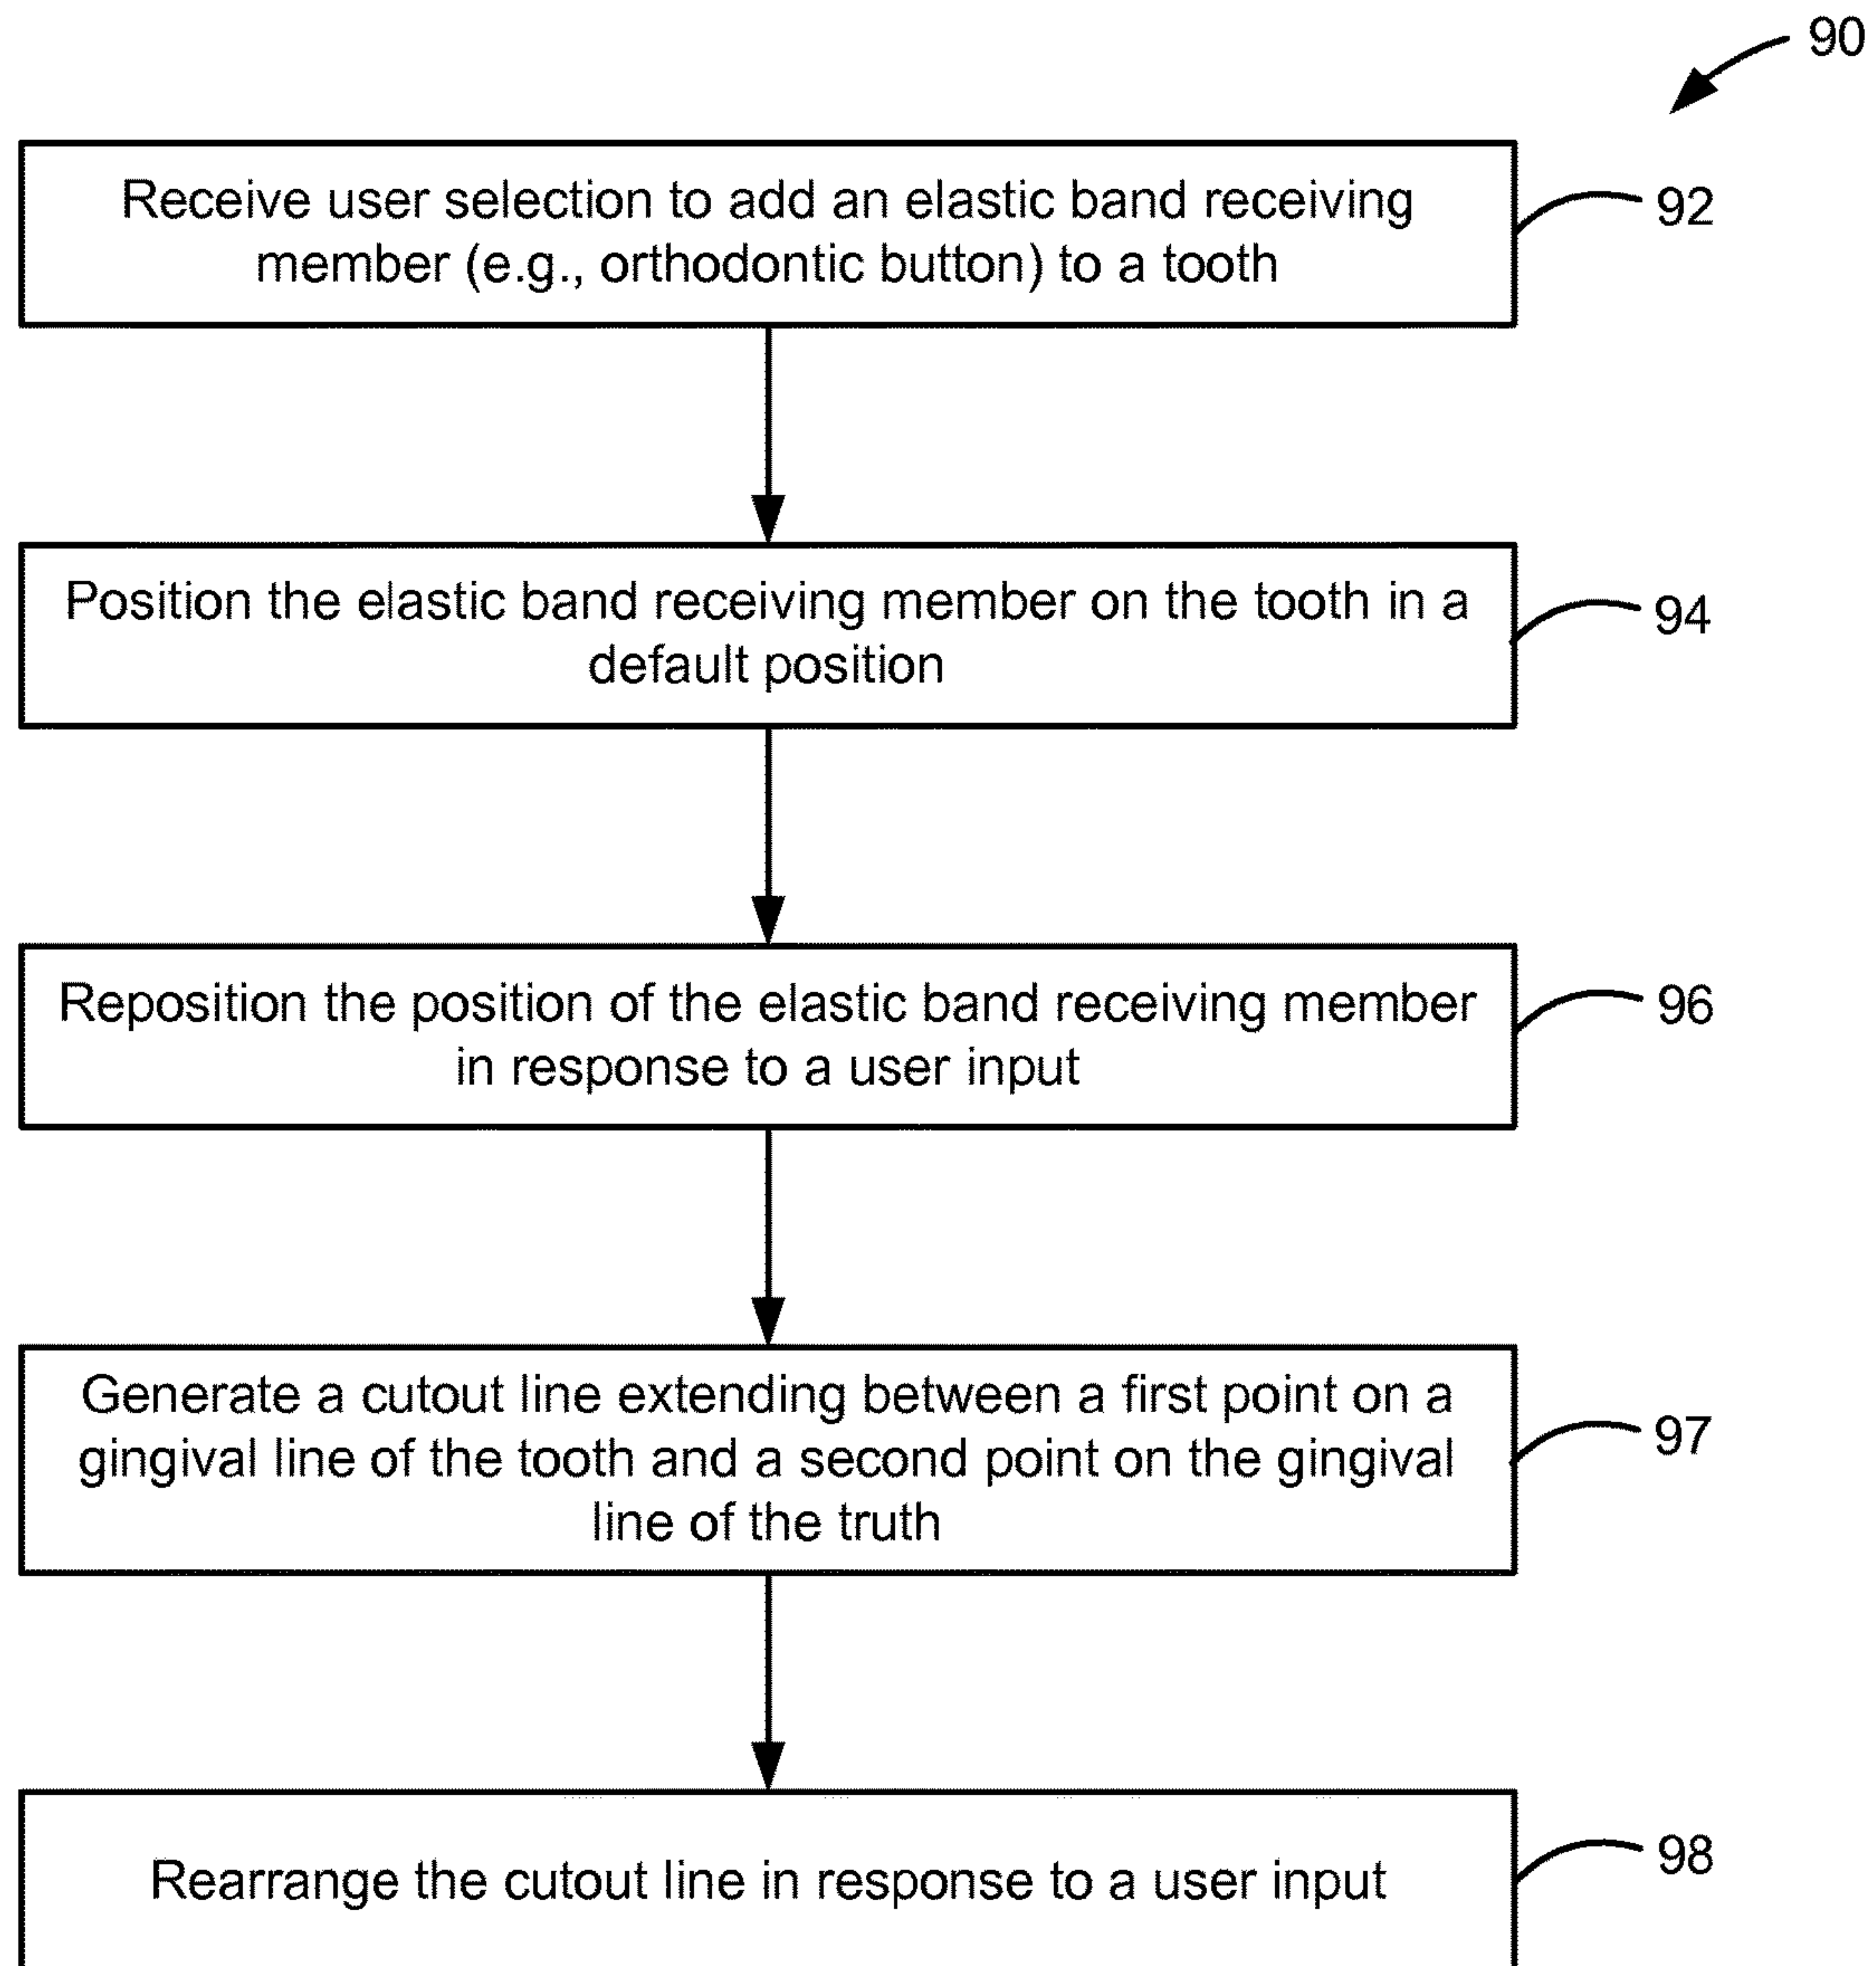 90
Receive user selection to add an elastic band receiving
member (e.g., orthodontic button) to a tooth
92
Position the elastic band receiving member on the tooth in a
default position
94
Reposition the position of the elastic band receiving member
in response to a user input
96
Generate a cutout line extending between a first point on a
gingival line of the tooth and a second point on the gingival
line of the truth
97
Rearrange the cutout line in response to a user input
98